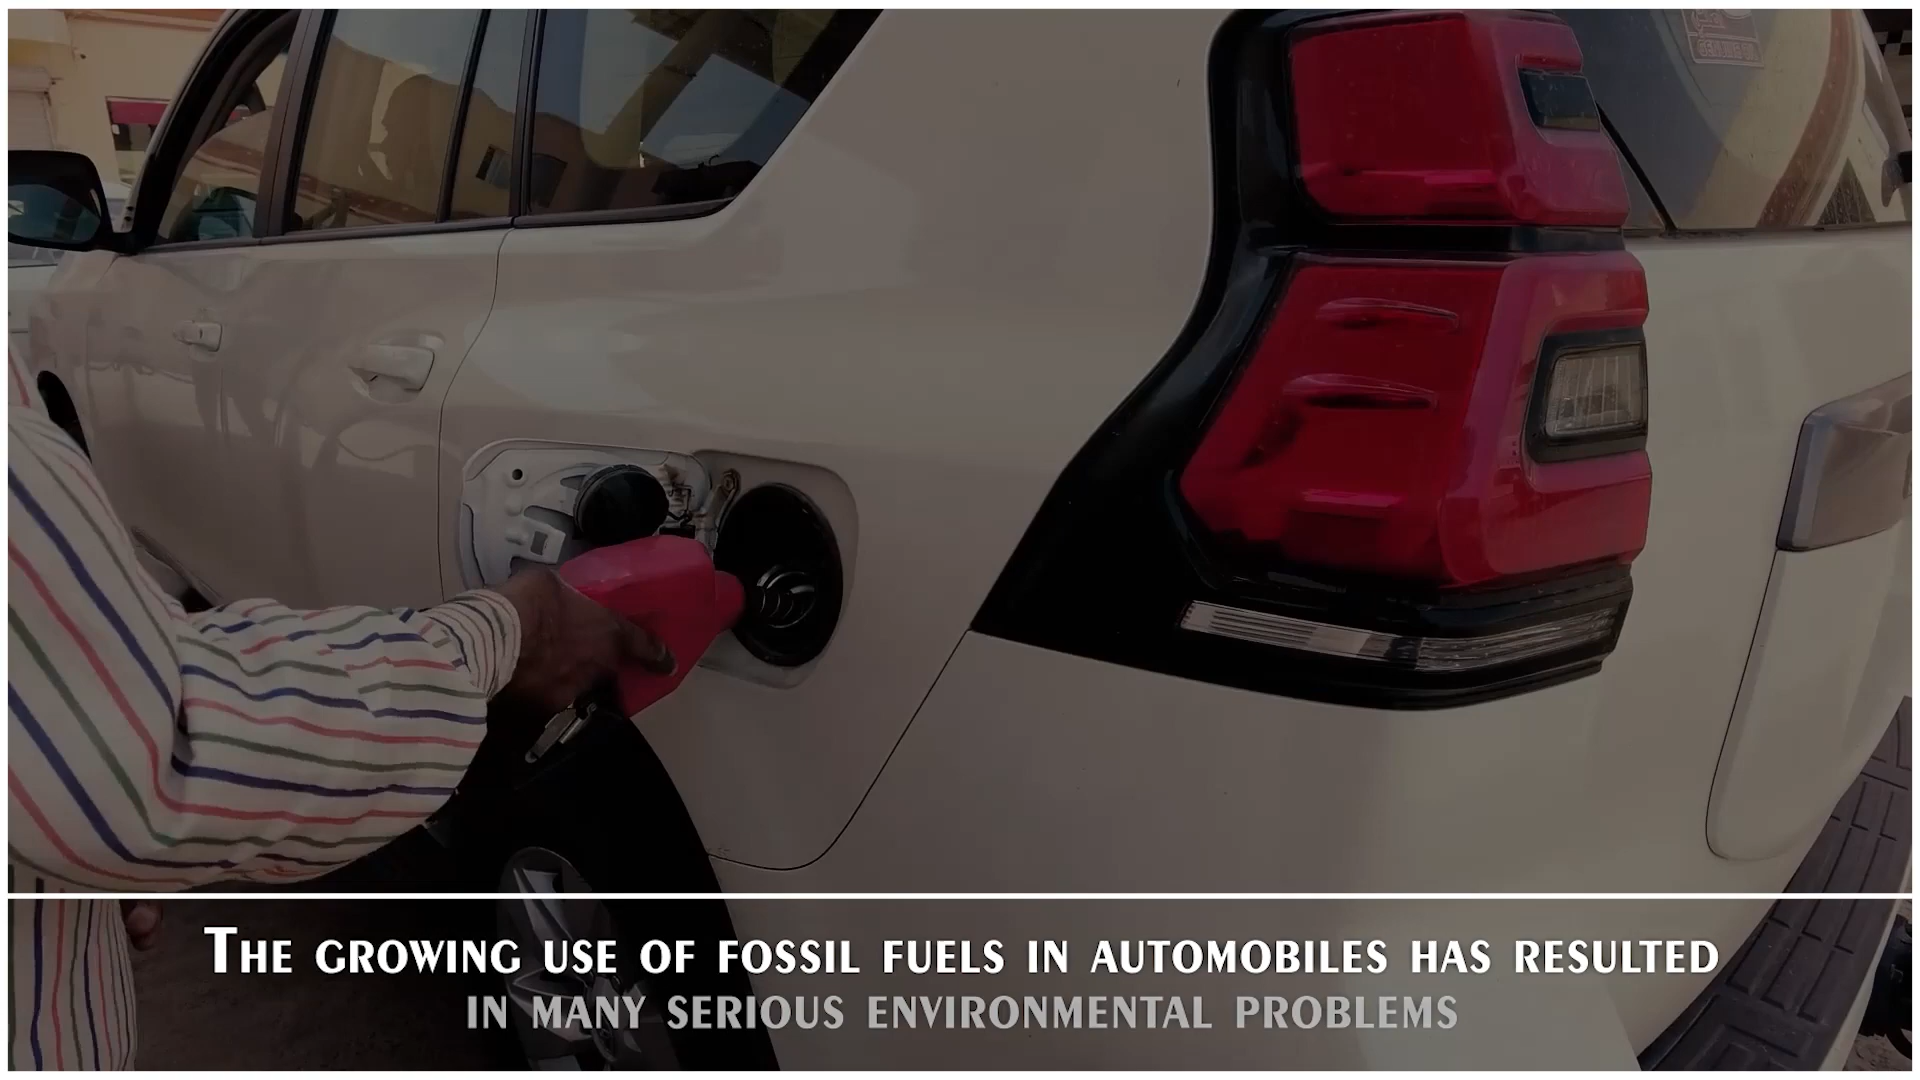 The growing use of fossil fuels in automobiles has resulted
in many serious environmental problems